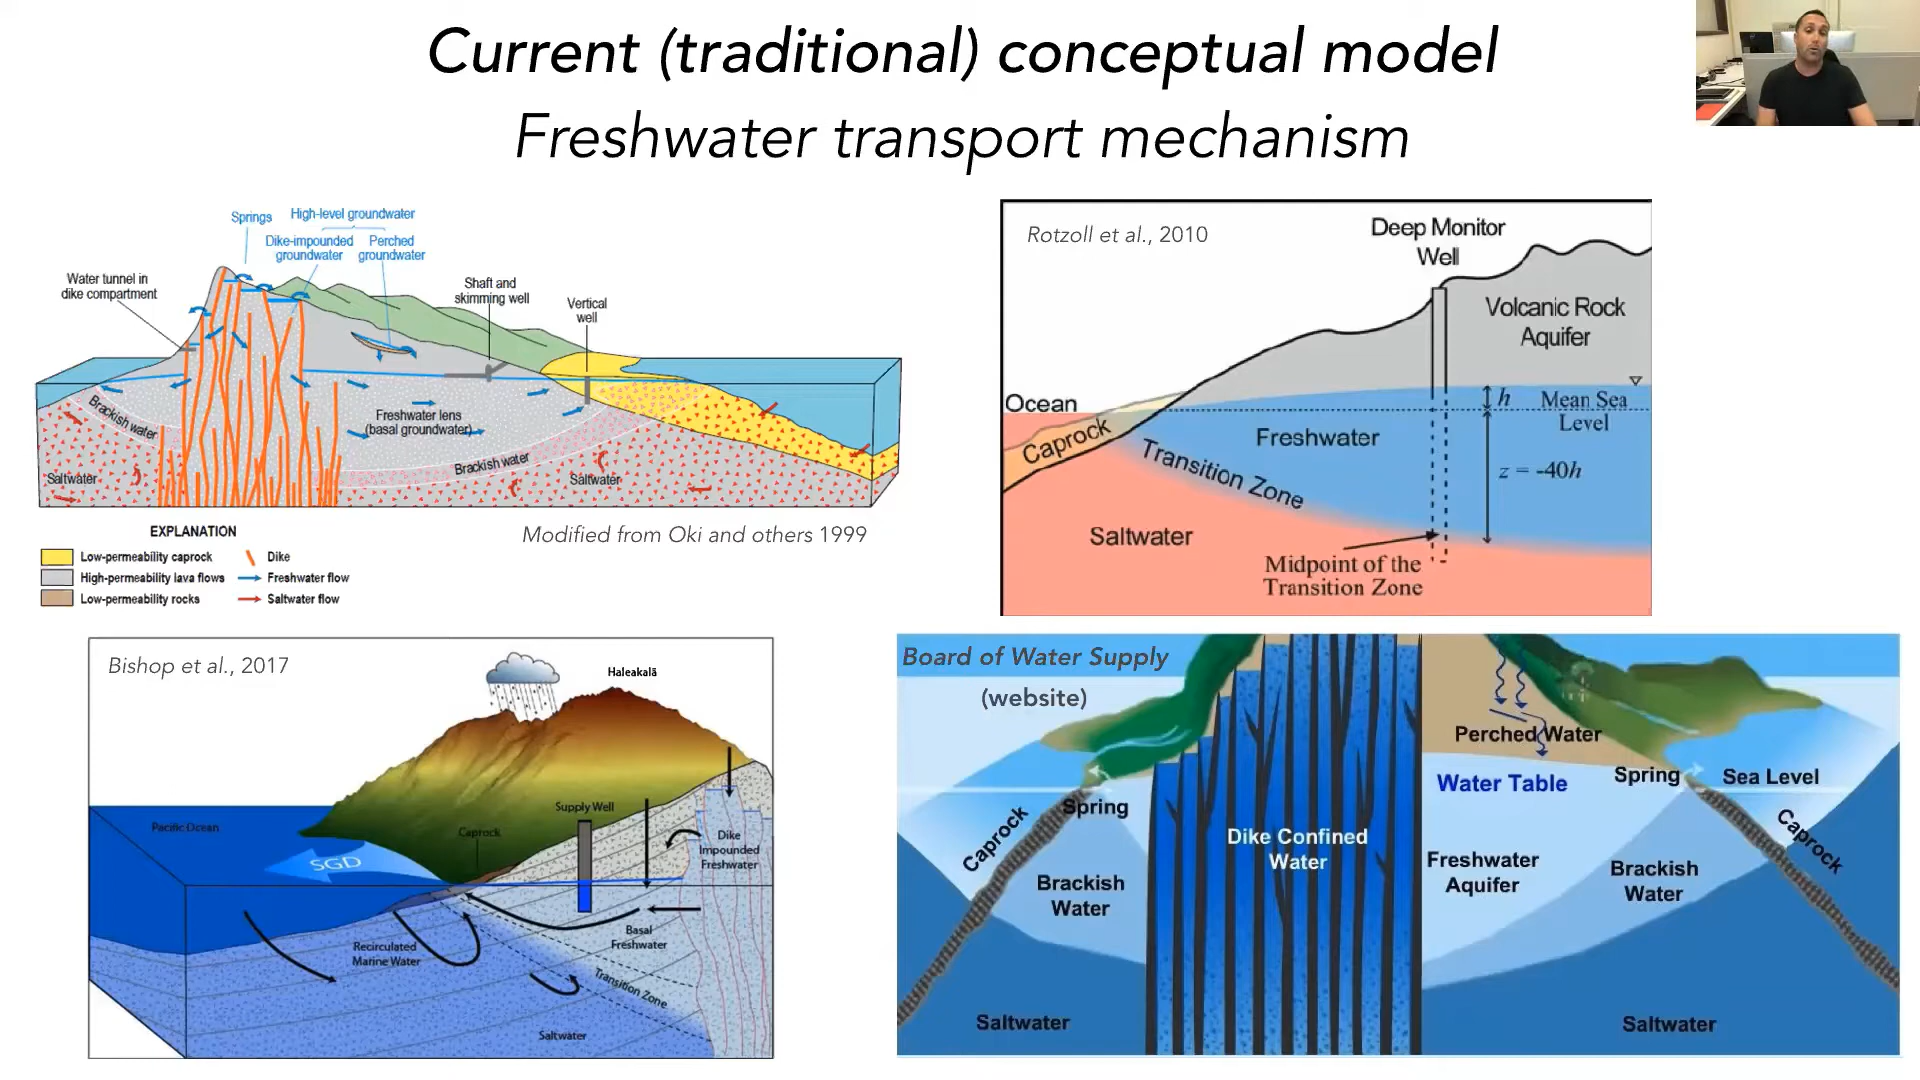 Current (traditional) conceptual model
Freshwater transport mechanism
Springs
High-level groundwater
Dike-impounded
groundwater
Perched
groundwater
Water tunnel in
dike compartment
Shaft and
skimming well
Vertical
well
Brackish water
Freshwater lens
(basal groundwater)
Brackish water
Saltwater
Saltwater
EXPLANATION
Low-permeability caprock
High-permeability lava flows
Low-permeability rocks
Dike
Freshwater flow
Saltwater flow
Modified from Oki and others 1999
Rotzoll et al., 2010
Deep Monitor
Well
Volcanic Rock
Aquifer
Ocean
Caprock
h
Mean Sea
Level
Freshwater
z = -40h
Transition Zone
Saltwater
Midpoint of the
Transition Zone
Bishop et al., 2017
Haleakalā
Supply Well
Pacific Ocean
Caprock
SGD
Dike
Impounded
Freshwater
Basal
Freshwater
Recirculated
Marine Water
Transition Zone
Saltwater
Board of Water Supply
(website)
Perched Water
Water Table
Spring
Sea Level
Spring
Caprock
Caprock
Dike Confined
Water
Freshwater
Aquifer
Brackish
Water
Brackish
Water
Saltwater
Saltwater